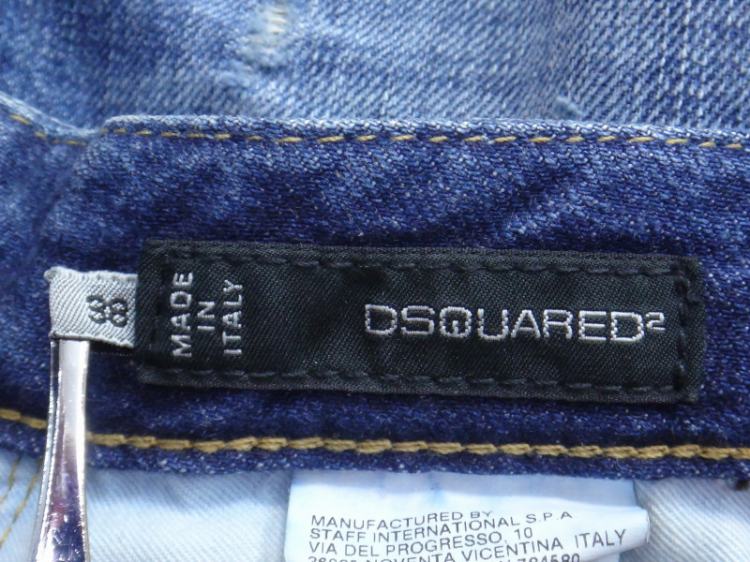 38
MADE
IN
ITALY
DSQUARED²
MANUFACTURED BY
STAFF INTERNATIONAL S.P.A
VIA DEL PROGRESSO, 10
NOVENTA VICENTINA ITALY